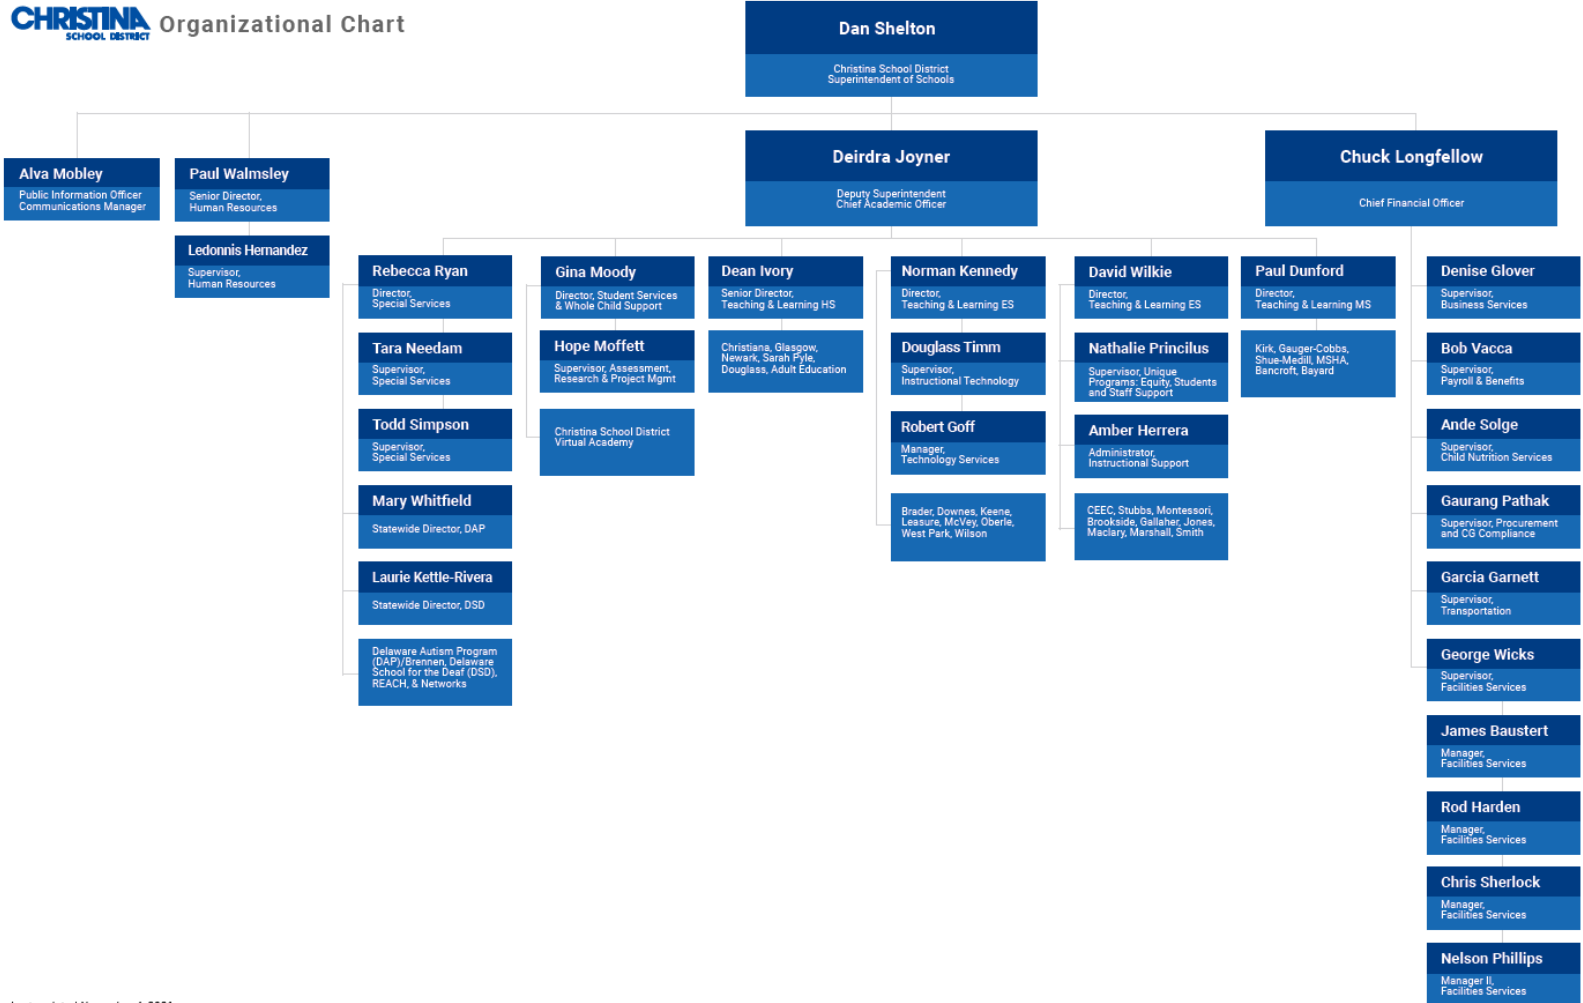 CHRISTINA
SCHOOL DISTRICT
Organizational Chart
Dan Shelton
Christina School District
Superintendent of Schools
Alva Mobley
Public Information Officer
Communications Manager
Paul Walmsley
Senior Director,
Human Resources
Ledonnis Hernandez
Supervisor,
Human Resources
Deirdra Joyner
Deputy Superintendent
Chief Academic Officer
Chuck Longfellow
Chief Financial Officer
Rebecca Ryan
Director,
Special Services
Tara Needam
Supervisor,
Special Services
Todd Simpson
Supervisor,
Special Services
Mary Whitfield
Statewide Director, DAP
Laurie Kettle-Rivera
Statewide Director, DSD
Delaware Autism Program
(DAP)/Brennen, Delaware
School for the Deaf (DSD),
REACH, & Networks
Gina Moody
Director, Student Services
& Whole Child Support
Hope Moffett
Supervisor, Assessment,
Research & Project Mgmt
Christina School District
Virtual Academy
Dean Ivory
Senior Director,
Teaching & Learning HS
Christiana, Glasgow,
Newark, Sarah Pyle,
Douglass, Adult Education
Norman Kennedy
Director,
Teaching & Learning ES
Douglass Timm
Supervisor,
Instructional Technology
Robert Goff
Manager,
Technology Services
Brader, Downes, Keene,
Leasure, McVey, Oberle,
West Park, Wilson
David Wilkie
Director,
Teaching & Learning ES
Nathalie Princilus
Supervisor, Unique
Programs: Equity, Students
and Staff Support
Amber Herrera
Administrator,
Instructional Support
CEEC, Stubbs, Montessori,
Brookside, Gallaher, Jones,
Maclary, Marshall, Smith
Paul Dunford
Director,
Teaching & Learning MS
Kirk, Gauger-Cobbs,
Shue-Medill, MSHA,
Bancroft, Bayard
Denise Glover
Supervisor,
Business Services
Bob Vacca
Supervisor,
Payroll & Benefits
Ande Solge
Supervisor,
Child Nutrition Services
Gaurang Pathak
Supervisor, Procurement
and CG Compliance
Garcia Garnett
Supervisor,
Transportation
George Wicks
Supervisor,
Facilities Services
James Baustert
Manager,
Facilities Services
Rod Harden
Manager,
Facilities Services
Chris Sherlock
Manager,
Facilities Services
Nelson Phillips
Manager II,
Facilities Services